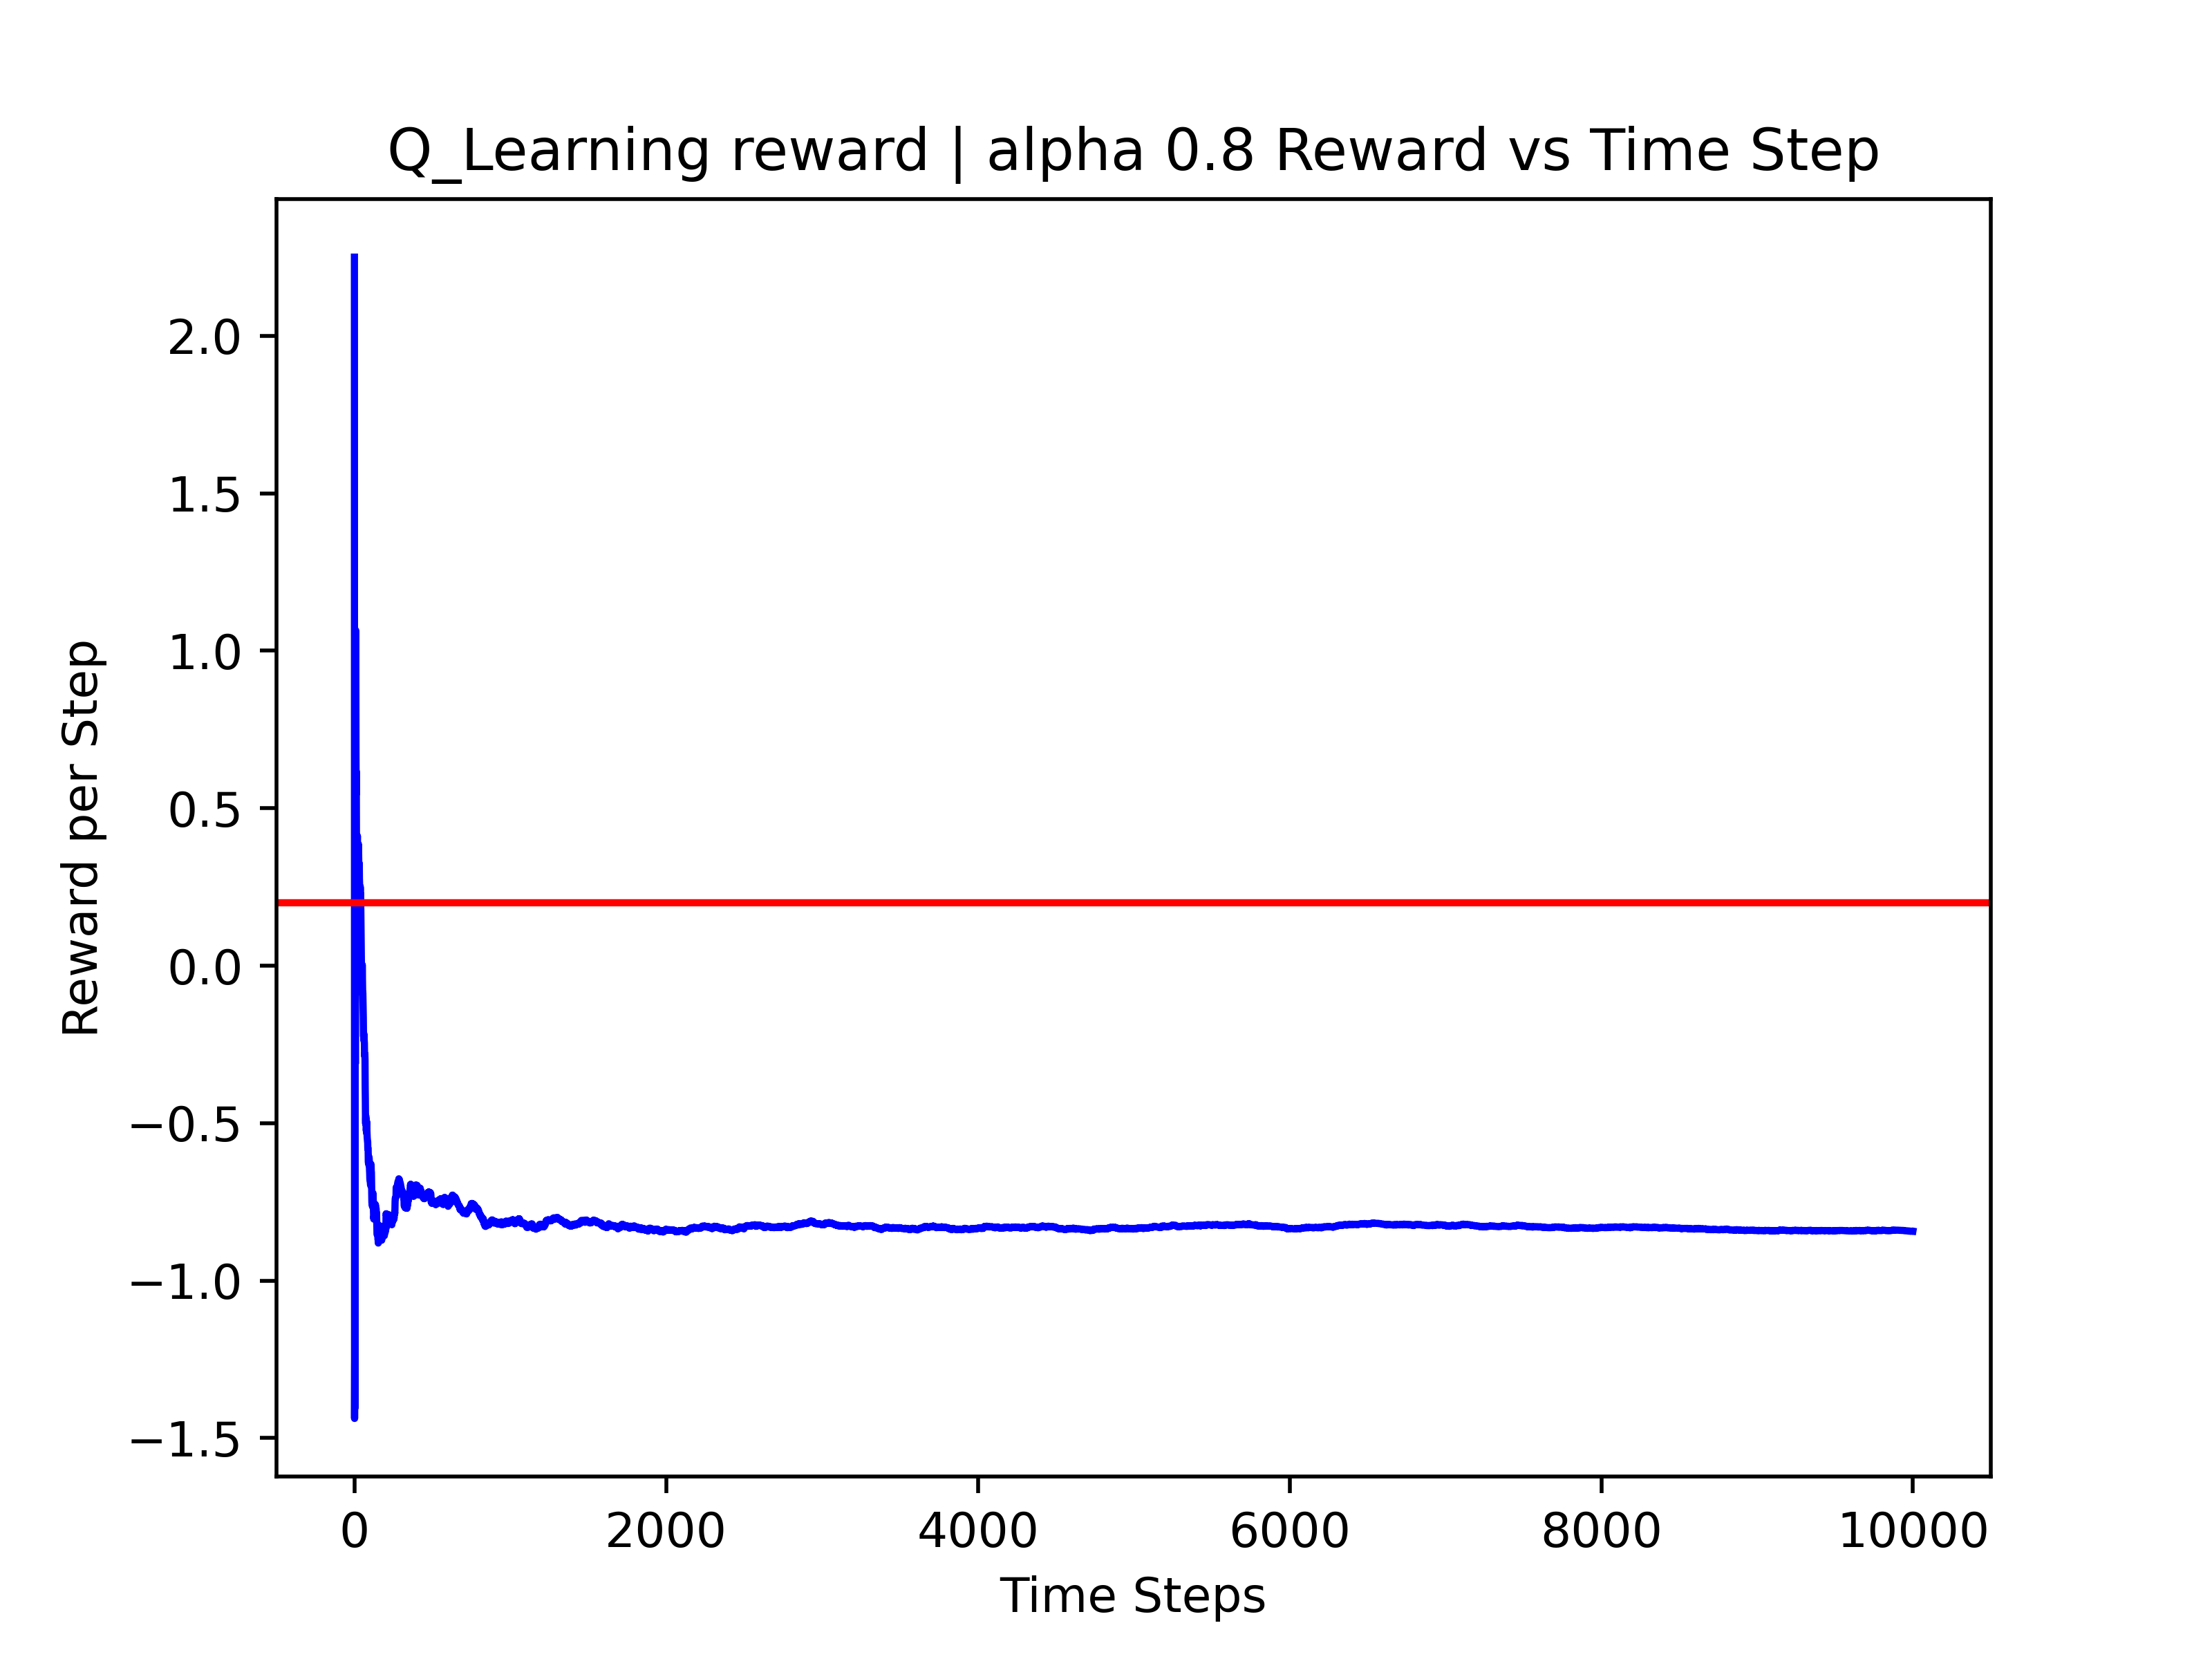 Q_Learning reward | alpha 0.8 Reward vs Time Step
2.0
1.5
1.0
0.5
0.0
−0.5
−1.0
−1.5
Reward per Step
0 2000 4000 6000 8000 10000
Time Steps